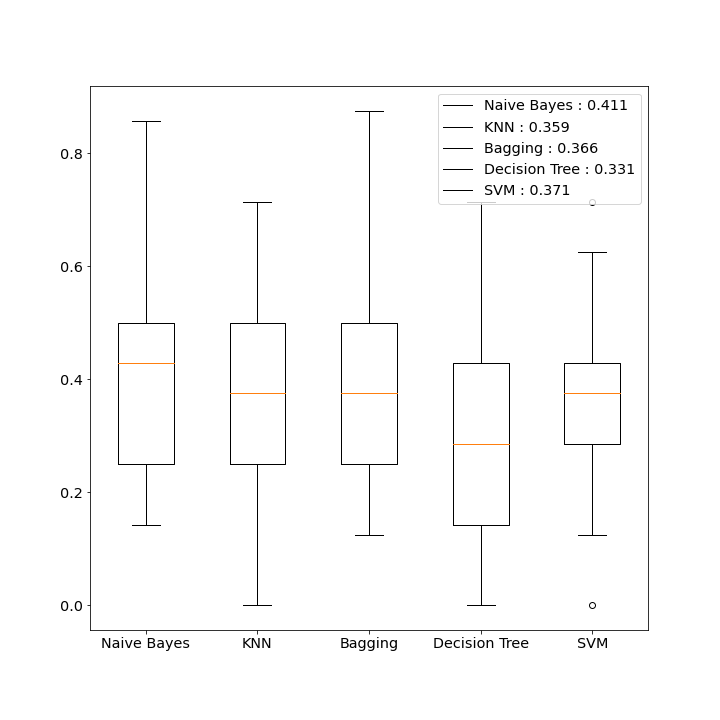 Naive Bayes : 0.411
KNN : 0.359
Bagging : 0.366
Decision Tree : 0.331
SVM : 0.371
0.8
0.6
0.4
0.2
0.0
Naive Bayes KNN Bagging Decision Tree SVM